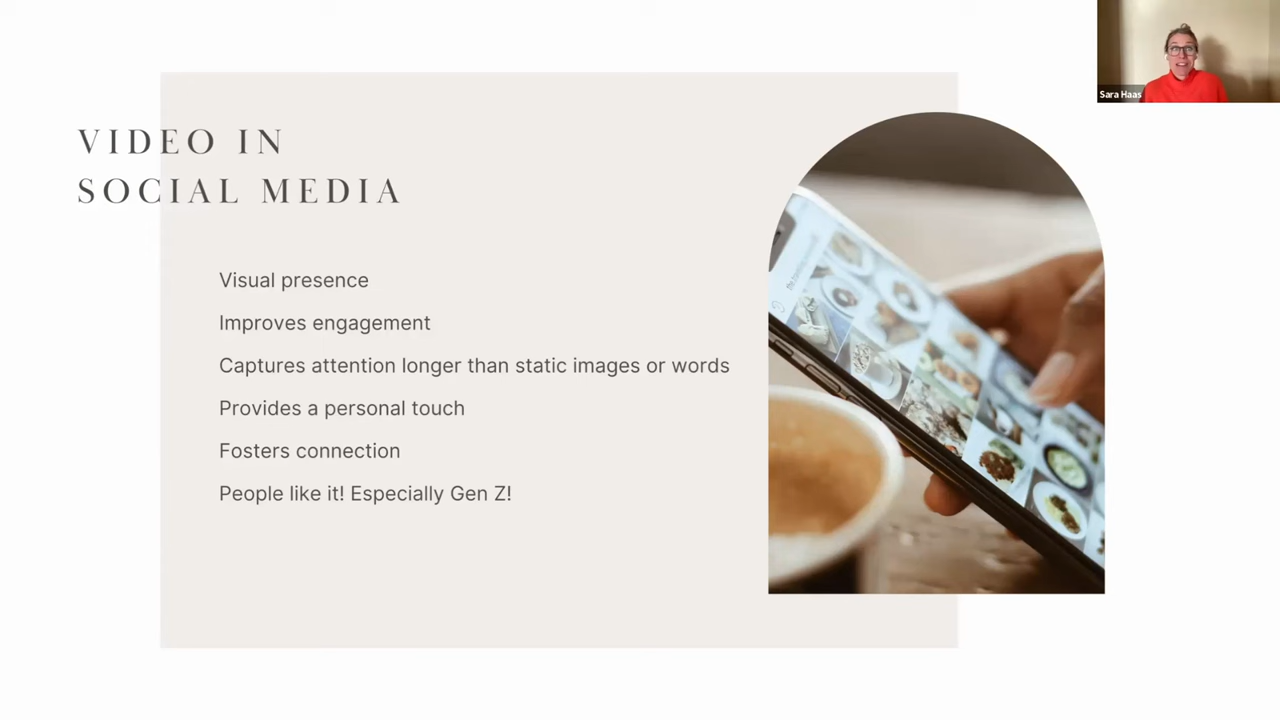 VIDEO IN
SOCIAL MEDIA
Visual presence
Improves engagement
Captures attention longer than static images or words
Provides a personal touch
Fosters connection
People like it! Especially Gen Z!
Sara Haas